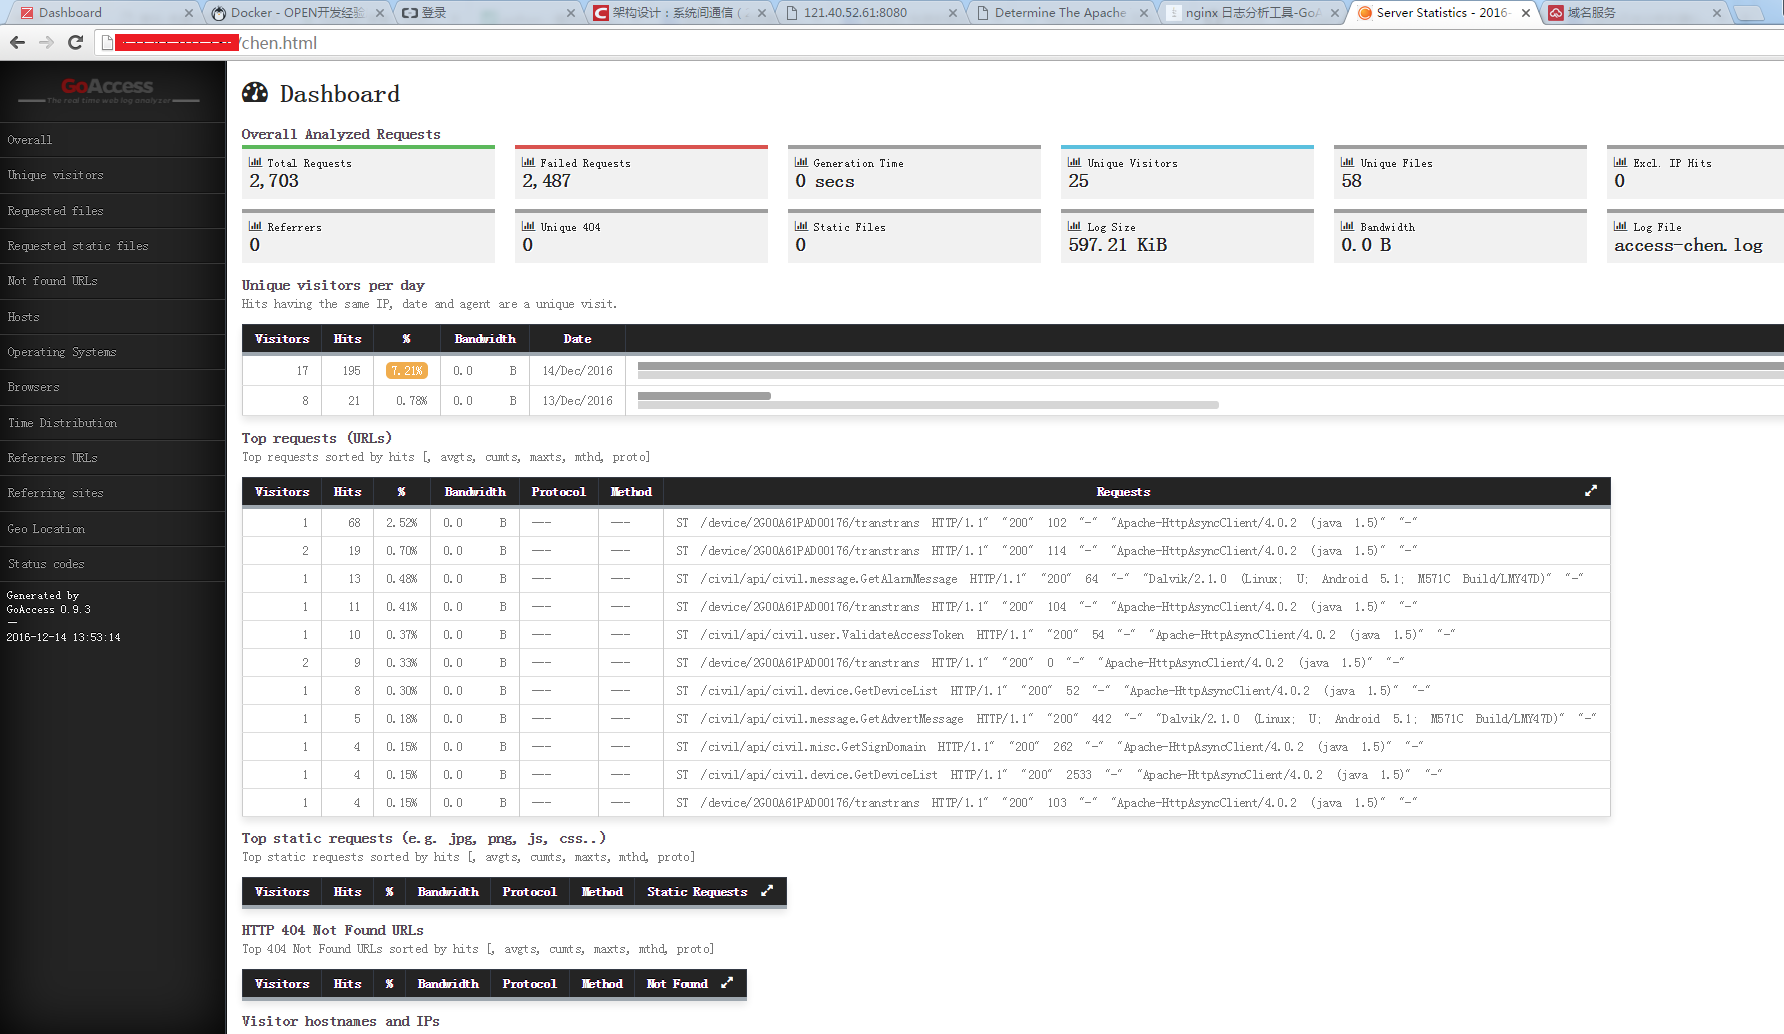 Dashboard
Docker - OPEN开发经验
登录
架构设计：系统间通信（
121.40.52.61:8080
Determine The Apache
nginx 日志分析工具-GoA
Server Statistics - 2016-
域名服务
/chen.html
GoAccess
The real time web log analyzer
Overall
Unique visitors
Requested files
Requested static files
Not found URLs
Hosts
Operating Systems
Browsers
Time Distribution
Referrers URLs
Referring sites
Geo Location
Status codes
Generated by
GoAccess 0.9.3
—
2016-12-14 13:53:14
Dashboard
Overall Analyzed Requests
Total Requests Failed Requests Generation Time Unique Visitors Unique Files Excl. IP Hits
2,703 2,487 0 secs 25 58 0
Referrers Unique 404 Static Files Log Size Bandwidth Log File
0 0 0 597.21 KiB 0.0 B access-chen.log
Unique visitors per day
Hits having the same IP, date and agent are a unique visit.
Visitors Hits % Bandwidth Date
17 195 7.21% 0.0 B 14/Dec/2016
8 21 0.78% 0.0 B 13/Dec/2016
Top requests (URLs)
Top requests sorted by hits [, avgts, cumts, maxts, mthd, proto]
Visitors Hits % Bandwidth Protocol Method Requests
1 68 2.52% 0.0 B --- --- ST /device/2G00A61PAD00176/transtrans HTTP/1.1" "200" 102 "-" "Apache-HttpAsyncClient/4.0.2 (java 1.5)" "-"
2 19 0.70% 0.0 B --- --- ST /device/2G00A61PAD00176/transtrans HTTP/1.1" "200" 114 "-" "Apache-HttpAsyncClient/4.0.2 (java 1.5)" "-"
1 13 0.48% 0.0 B --- --- ST /civil/api/civil.message.GetAlarmMessage HTTP/1.1" "200" 64 "-" "Dalvik/2.1.0 (Linux; U; Android 5.1; M571C Build/LMY47D)" "-"
1 11 0.41% 0.0 B --- --- ST /device/2G00A61PAD00176/transtrans HTTP/1.1" "200" 104 "-" "Apache-HttpAsyncClient/4.0.2 (java 1.5)" "-"
1 10 0.37% 0.0 B --- --- ST /civil/api/civil.user.ValidateAccessToken HTTP/1.1" "200" 54 "-" "Apache-HttpAsyncClient/4.0.2 (java 1.5)" "-"
2 9 0.33% 0.0 B --- --- ST /device/2G00A61PAD00176/transtrans HTTP/1.1" "200" 0 "-" "Apache-HttpAsyncClient/4.0.2 (java 1.5)" "-"
1 8 0.30% 0.0 B --- --- ST /civil/api/civil.device.GetDeviceList HTTP/1.1" "200" 52 "-" "Apache-HttpAsyncClient/4.0.2 (java 1.5)" "-"
1 5 0.18% 0.0 B --- --- ST /civil/api/civil.message.GetAdvertMessage HTTP/1.1" "200" 442 "-" "Dalvik/2.1.0 (Linux; U; Android 5.1; M571C Build/LMY47D)" "-"
1 4 0.15% 0.0 B --- --- ST /civil/api/civil.misc.GetSignDomain HTTP/1.1" "200" 262 "-" "Apache-HttpAsyncClient/4.0.2 (java 1.5)" "-"
1 4 0.15% 0.0 B --- --- ST /civil/api/civil.device.GetDeviceList HTTP/1.1" "200" 2533 "-" "Apache-HttpAsyncClient/4.0.2 (java 1.5)" "-"
1 4 0.15% 0.0 B --- --- ST /device/2G00A61PAD00176/transtrans HTTP/1.1" "200" 103 "-" "Apache-HttpAsyncClient/4.0.2 (java 1.5)" "-"
Top static requests (e.g. jpg, png, js, css..)
Top static requests sorted by hits [, avgts, cumts, maxts, mthd, proto]
Visitors Hits % Bandwidth Protocol Method Static Requests
HTTP 404 Not Found URLs
Top 404 Not Found URLs sorted by hits [, avgts, cumts, maxts, mthd, proto]
Visitors Hits % Bandwidth Protocol Method Not Found
Visitor hostnames and IPs